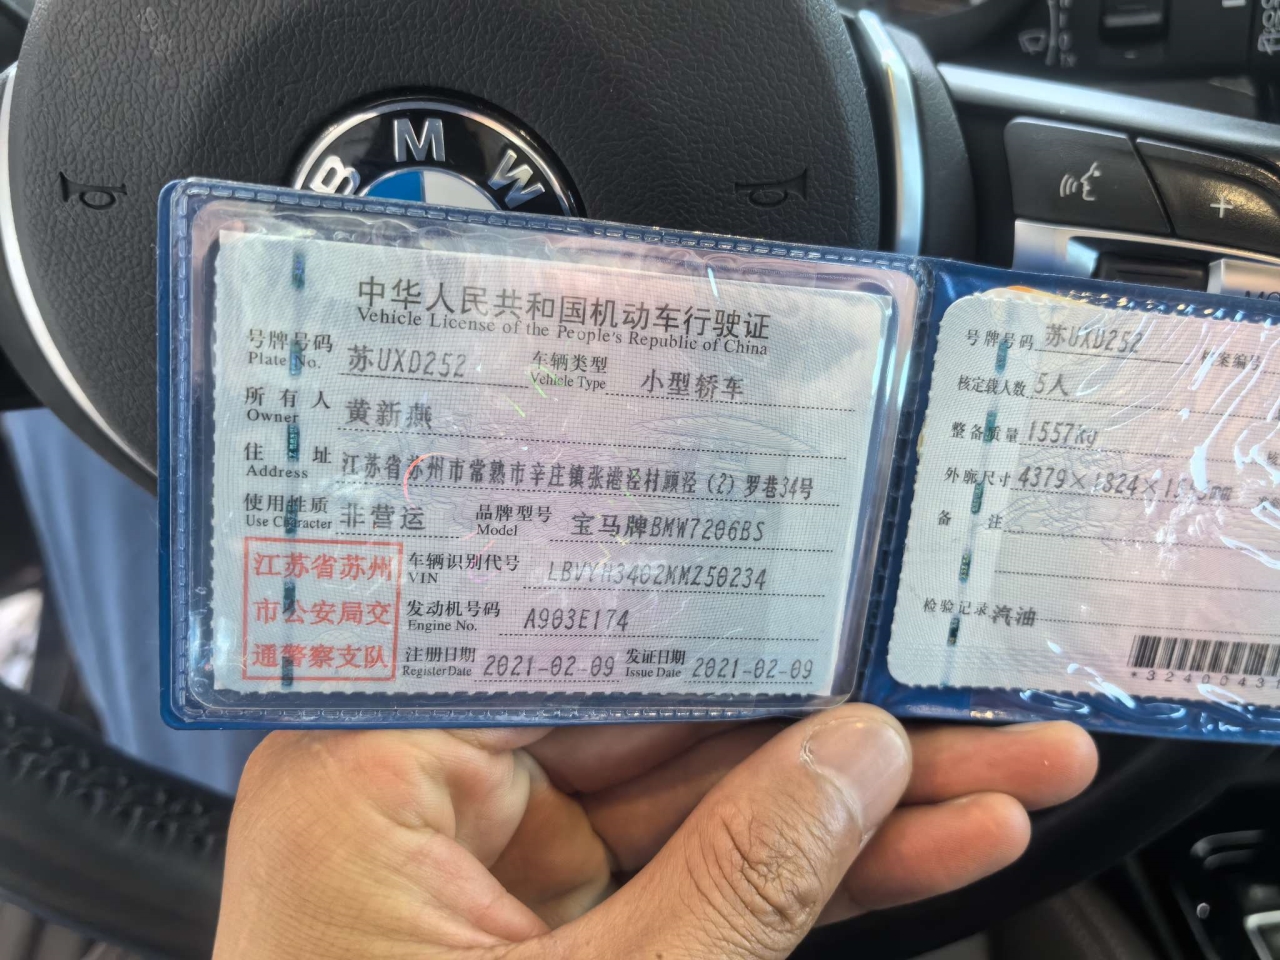 BMW
中华人民共和国机动车行驶证
Vehicle License of the People's Republic of China
号牌号码 Plate No. 苏UXD252 车辆类型 Vehicle Type 小型轿车
所有人 Owner 黄新燕
住址 Address 江苏省苏州市常熟市辛庄镇张港泾村顾泾（2）罗巷34号
使用性质 Use Character 非营运 品牌型号 Model 宝马牌BMW7206BS
江苏省苏州
市公安局交
通警察支队
车辆识别代号 VIN LBVYH3402KMZ50234
发动机号码 Engine No. A903E174
注册日期 Register Date 2021-02-09 发证日期 Issue Date 2021-02-09
号牌号码 苏UXD252 档案编号
核定载人数 5人
整备质量 1557kg
外廓尺寸 4379×1824×
备注
检验记录 汽油
+